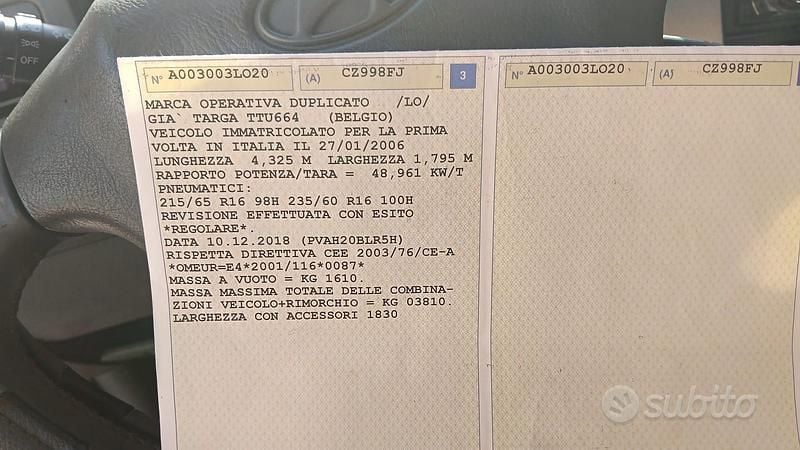 OFF
N° A003003LO20 (A) CZ998FJ 3
N° A003003LO20 (A) CZ998FJ
MARCA OPERATIVA DUPLICATO /LO/
GIA` TARGA TTU664 (BELGIO)
VEICOLO IMMATRICOLATO PER LA PRIMA
VOLTA IN ITALIA IL 27/01/2006
LUNGHEZZA 4,325 M LARGHEZZA 1,795 M
RAPPORTO POTENZA/TARA = 48,961 KW/T
PNEUMATICI:
215/65 R16 98H 235/60 R16 100H
REVISIONE EFFETTUATA CON ESITO
*REGOLARE*.
DATA 10.12.2018 (PVAH20BLR5H)
RISPETTA DIRETTIVA CEE 2003/76/CE-A
*OMEUR=E4*2001/116*0087*
MASSA A VUOTO = KG 1610.
MASSA MASSIMA TOTALE DELLE COMBINA-
ZIONI VEICOLO+RIMORCHIO = KG 03810.
LARGHEZZA CON ACCESSORI 1830
subito